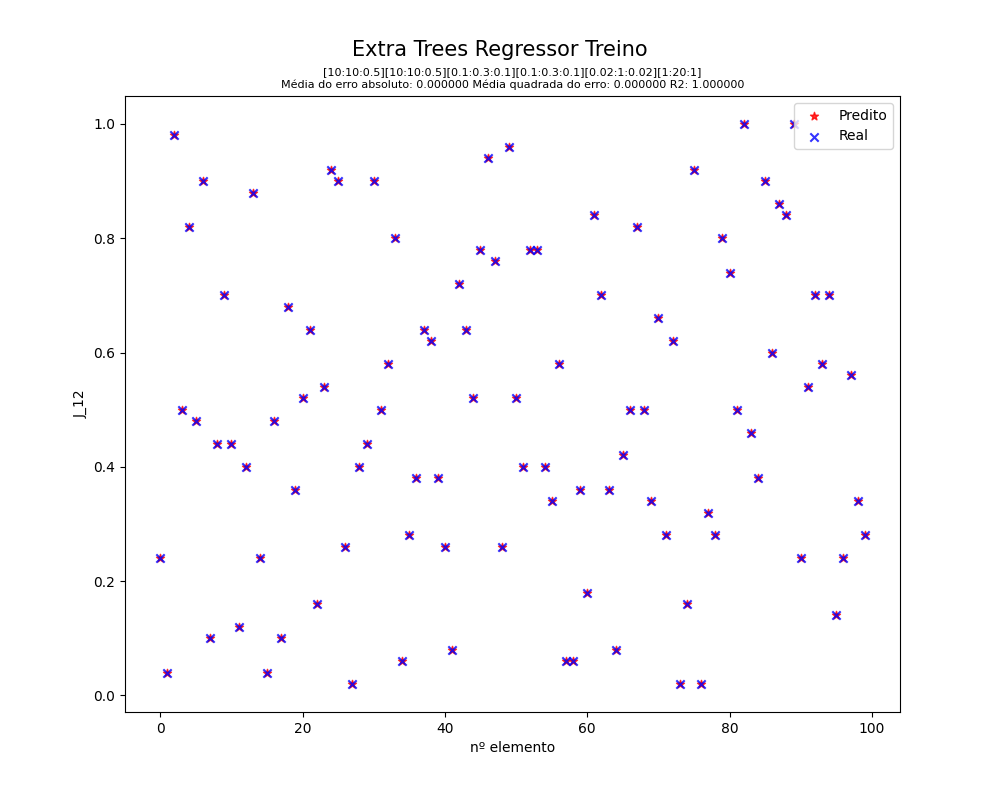 Extra Trees Regressor Treino
[10:10:0.5][10:10:0.5][0.1:0.3:0.1][0.1:0.3:0.1][0.02:1:0.02][1:20:1]
Média do erro absoluto: 0.000000 Média quadrada do erro: 0.000000 R2: 1.000000
Predito
Real
1.0
0.8
0.6
0.4
0.2
0.0
J_12
0 20 40 60 80 100
nº elemento